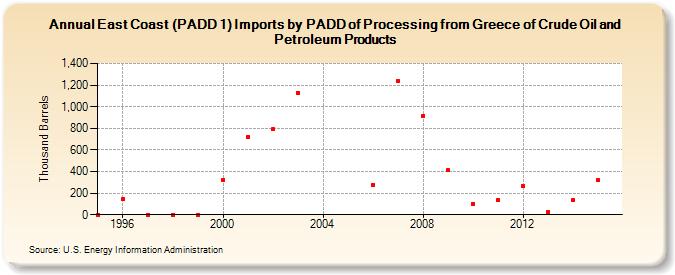 Annual East Coast (PADD 1) Imports by PADD of Processing from Greece of Crude Oil and
Petroleum Products
Thousand Barrels
1,400
1,200
1,000
800
600
400
200
0
1996 2000 2004 2008 2012
Source: U.S. Energy Information Administration